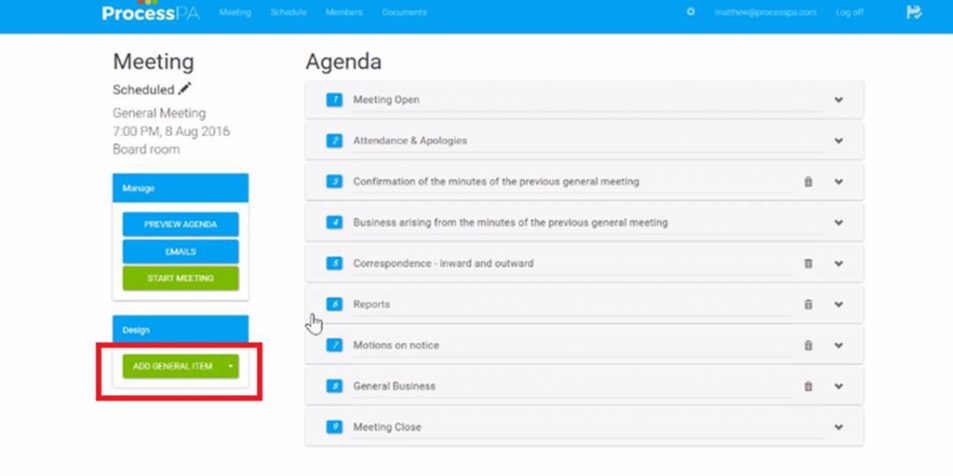 ProcessPA Meeting Schedule Members Documents matthew@processpa.com Log off
Meeting
Scheduled
General Meeting
7:00 PM, 8 Aug 2016
Board room
Manage
PREVIEW AGENDA
EMAILS
START MEETING
Design
ADD GENERAL ITEM
Agenda
1 Meeting Open
2 Attendance & Apologies
3 Confirmation of the minutes of the previous general meeting
4 Business arising from the minutes of the previous general meeting
5 Correspondence - inward and outward
6 Reports
7 Motions on notice
8 General Business
9 Meeting Close